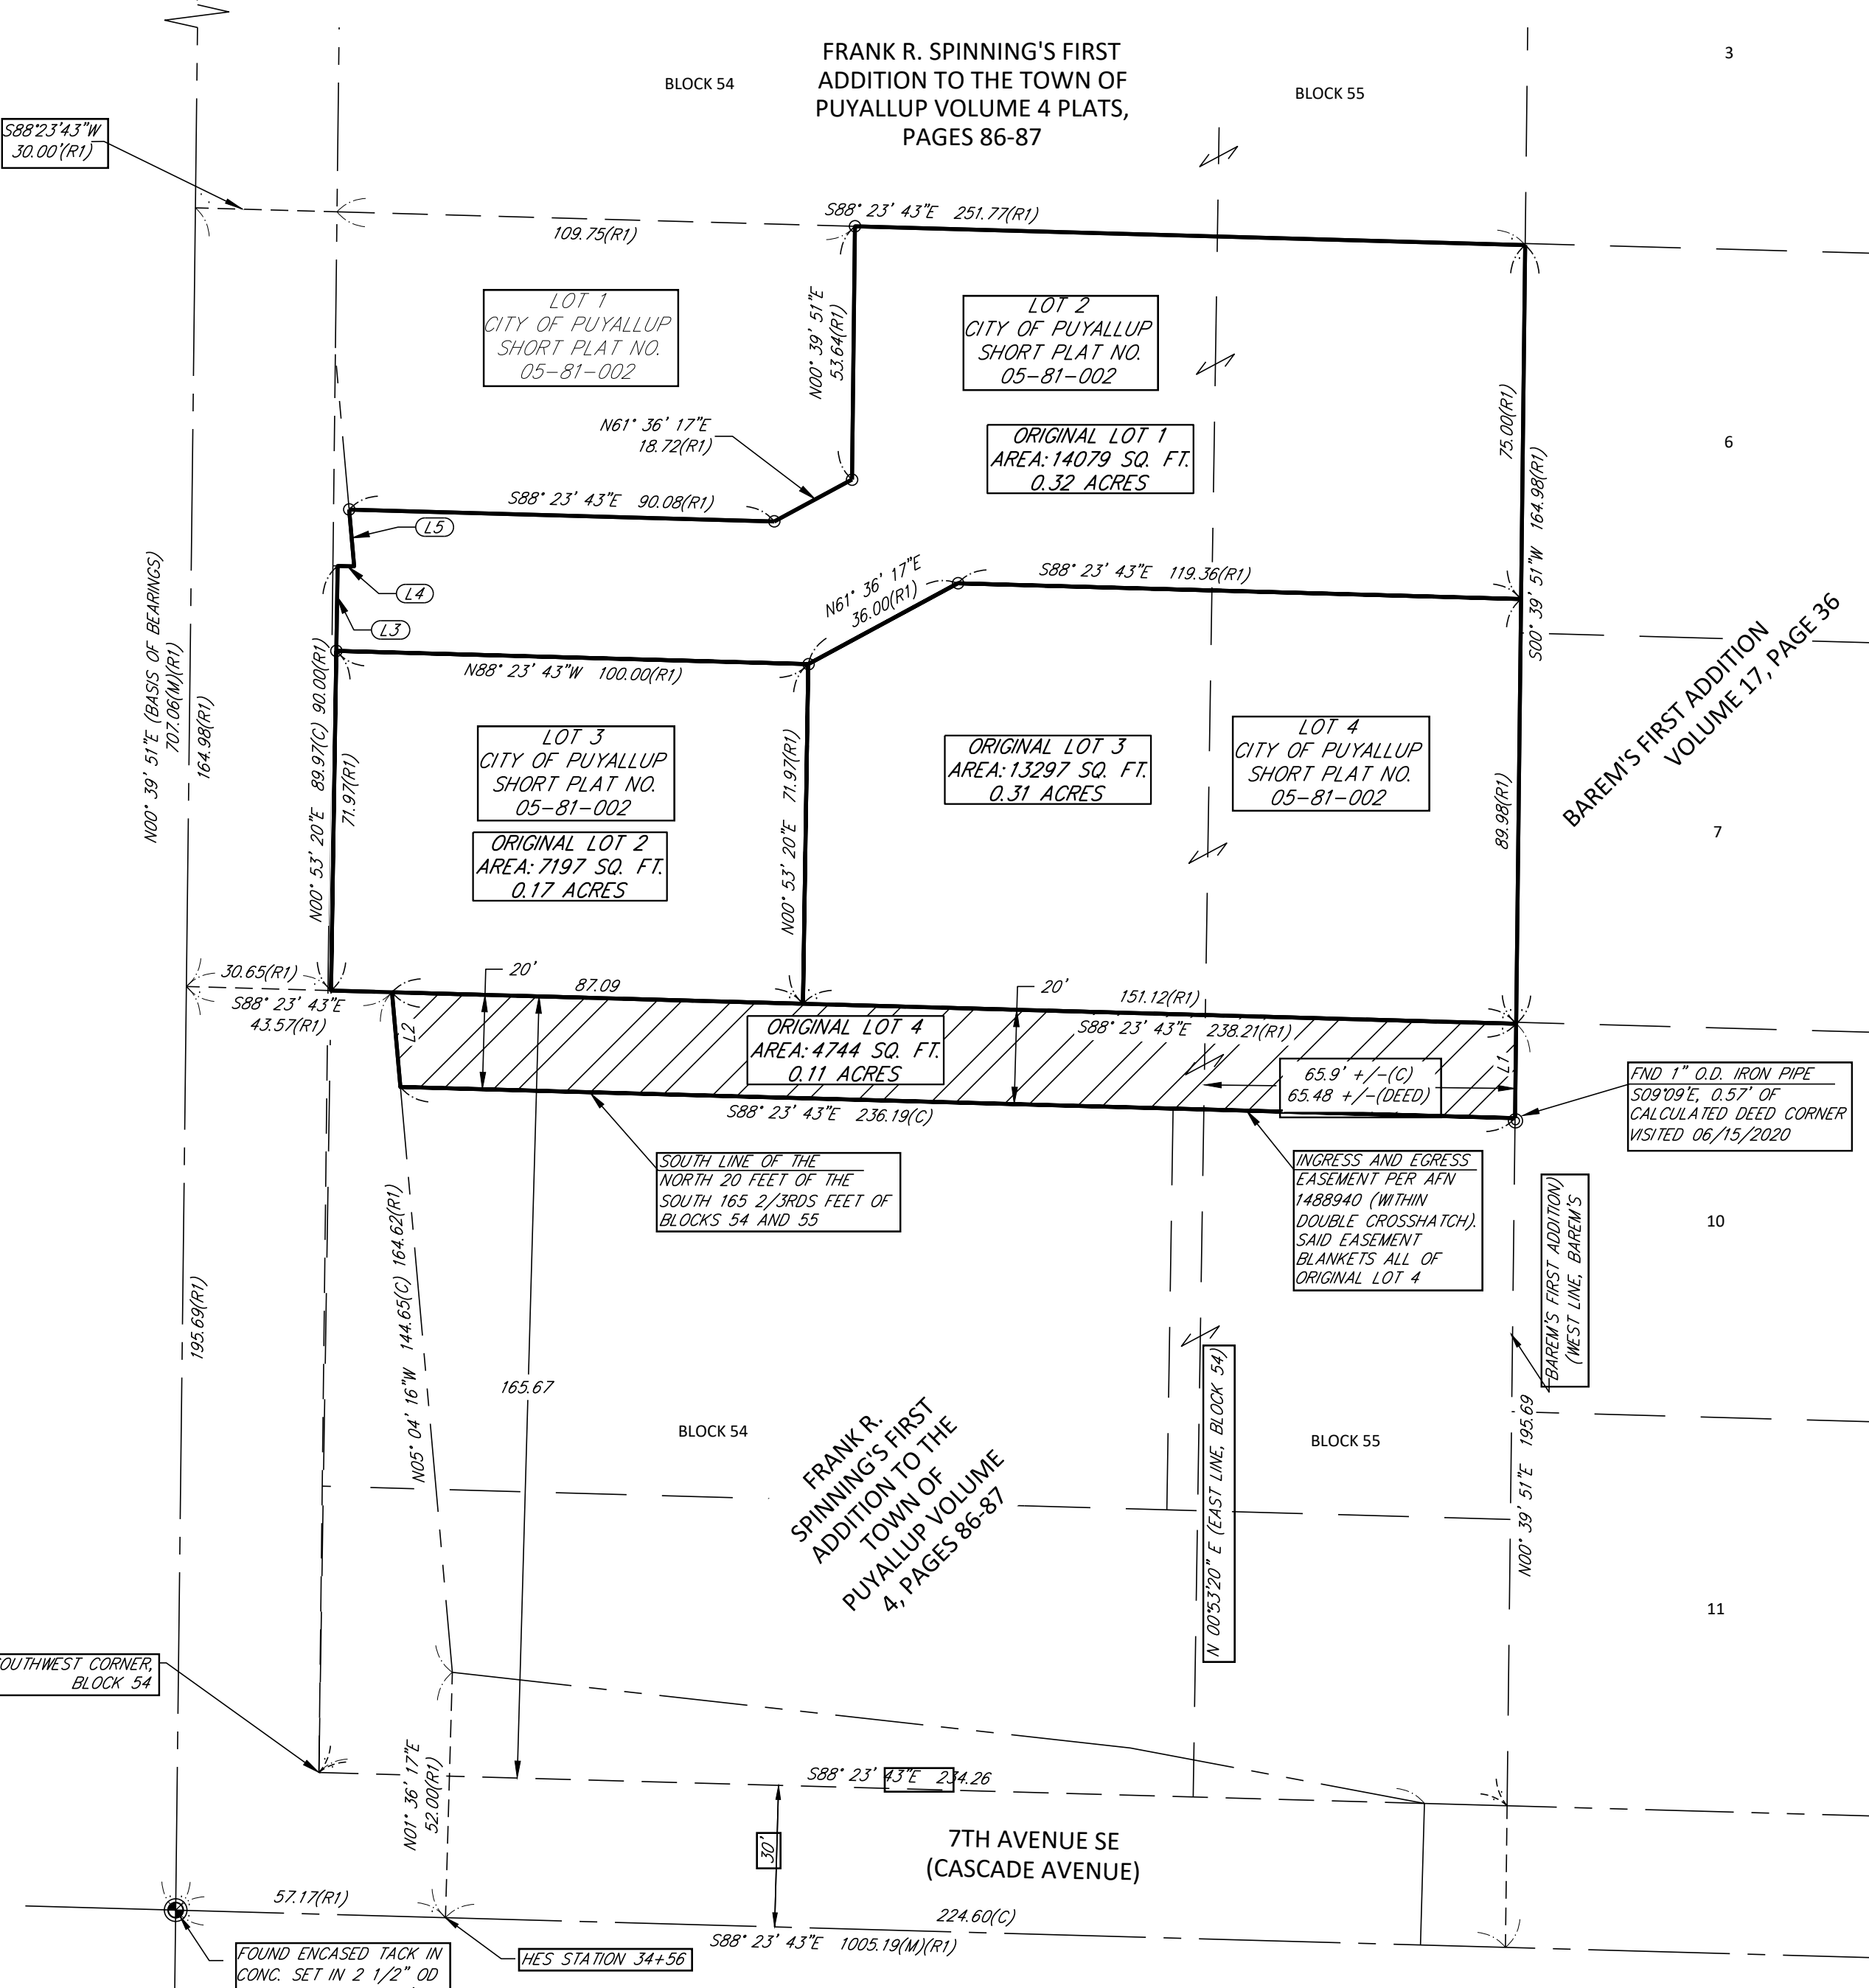 FRANK R. SPINNING'S FIRST
ADDITION TO THE TOWN OF
PUYALLUP VOLUME 4 PLATS,
PAGES 86-87
BLOCK 54
BLOCK 55
3
S88°23'43"W
30.00'(R1)
S88° 23' 43"E 251.77(R1)
109.75(R1)
LOT 1
CITY OF PUYALLUP
SHORT PLAT NO.
05-81-002
N00° 39' 51"E
53.64(R1)
LOT 2
CITY OF PUYALLUP
SHORT PLAT NO.
05-81-002
N61° 36' 17"E
18.72(R1)
ORIGINAL LOT 1
AREA: 14079 SQ. FT.
0.32 ACRES
75.00(R1)
S00° 39' 51"W 164.98(R1)
6
S88° 23' 43"E 90.08(R1)
L5
L4
L3
N61° 36' 17"E
36.00(R1)
S88° 23' 43"E 119.36(R1)
N00° 39' 51"E (BASIS OF BEARINGS)
707.06(M)(R1)
164.98(R1)
N00° 53' 20"E 89.97(C) 90.00(R1)
71.97(R1)
N88° 23' 43"W 100.00(R1)
BAREM'S FIRST ADDITION
VOLUME 17, PAGE 36
LOT 3
CITY OF PUYALLUP
SHORT PLAT NO.
05-81-002
ORIGINAL LOT 2
AREA: 7197 SQ. FT.
0.17 ACRES
N00° 53' 20"E 71.97(R1)
ORIGINAL LOT 3
AREA: 13297 SQ. FT.
0.31 ACRES
LOT 4
CITY OF PUYALLUP
SHORT PLAT NO.
05-81-002
89.98(R1)
7
30.65(R1)
S88° 23' 43"E
43.57(R1)
20'
87.09
20'
151.12(R1)
S88° 23' 43"E 238.21(R1)
L2
ORIGINAL LOT 4
AREA: 4744 SQ. FT.
0.11 ACRES
65.9' +/-(C)
65.48 +/-(DEED)
L1
FND 1" O.D. IRON PIPE
S09°09'E, 0.57' OF
CALCULATED DEED CORNER
VISITED 06/15/2020
S88° 23' 43"E 236.19(C)
SOUTH LINE OF THE
NORTH 20 FEET OF THE
SOUTH 165 2/3RDS FEET OF
BLOCKS 54 AND 55
INGRESS AND EGRESS
EASEMENT PER AFN
1488940 (WITHIN
DOUBLE CROSSHATCH).
SAID EASEMENT
BLANKETS ALL OF
ORIGINAL LOT 4
BAREM'S FIRST ADDITION)
(WEST LINE, BAREM'S
10
195.69(R1)
N05° 04' 16"W 144.65(C) 164.62(R1)
165.67
BLOCK 54
FRANK R.
SPINNING'S FIRST
ADDITION TO THE
TOWN OF
PUYALLUP VOLUME
4, PAGES 86-87
N 00°53'20" E (EAST LINE, BLOCK 54)
BLOCK 55
N00° 39' 51"E 195.69
11
OUTHWEST CORNER,
BLOCK 54
N01° 36' 17"E
52.00(R1)
S88° 23' 43"E 234.26
30'
7TH AVENUE SE
(CASCADE AVENUE)
57.17(R1)
224.60(C)
S88° 23' 43"E 1005.19(M)(R1)
FOUND ENCASED TACK IN
CONC. SET IN 2 1/2" OD
HES STATION 34+56